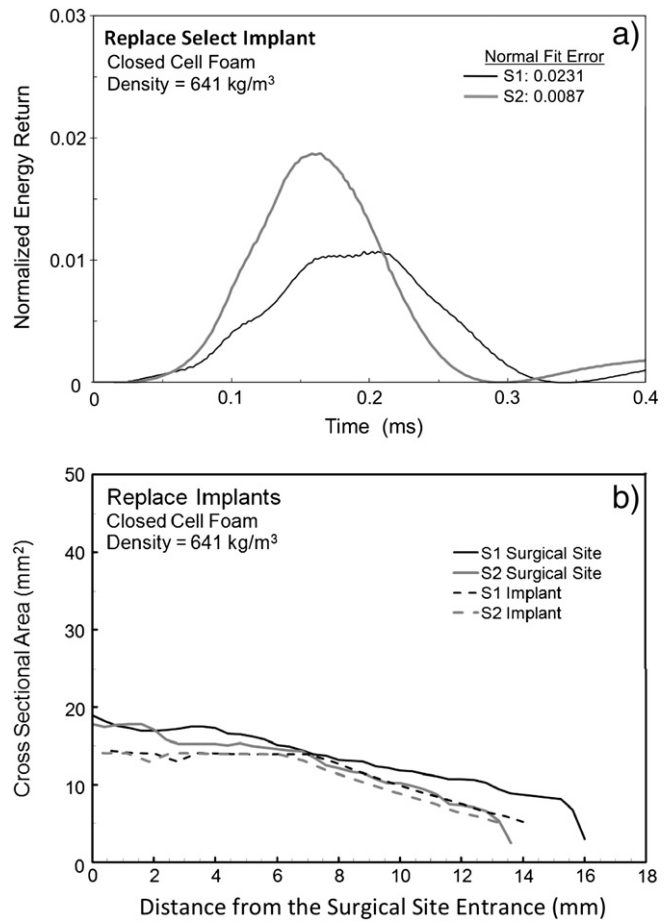 Replace Select Implant
a)
Closed Cell Foam
Density = 641 kg/m³
Normal Fit Error
S1: 0.0231
S2: 0.0087
Normalized Energy Return
0.03
0.02
0.01
0
0
0.1
0.2
0.3
0.4
Time (ms)
b)
Replace Implants
Closed Cell Foam
Density = 641 kg/m³
S1 Surgical Site
S2 Surgical Site
S1 Implant
S2 Implant
Cross Sectional Area (mm²)
50
40
30
20
10
0
0
2
4
6
8
10
12
14
16
18
Distance from the Surgical Site Entrance (mm)